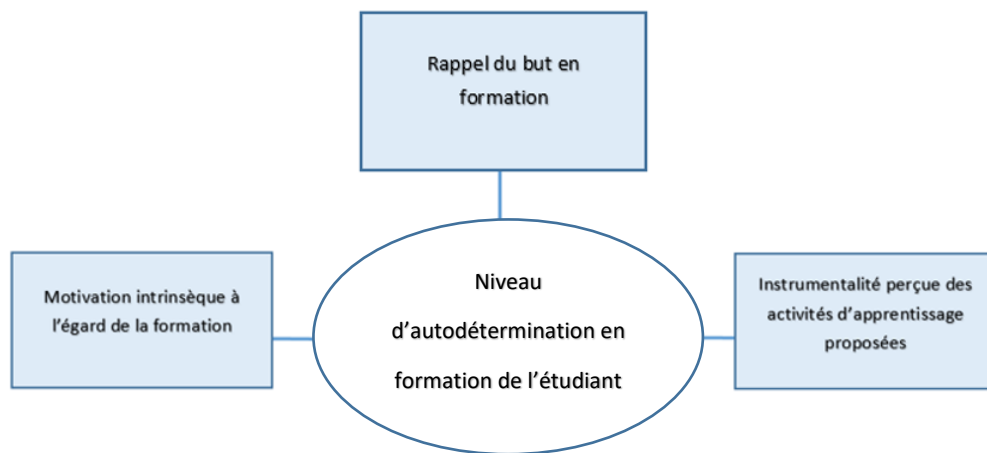 Rappel du but en
formation
Motivation intrinsèque à
l’égard de la formation
Niveau
d’autodétermination en
formation de l’étudiant
Instrumentalité perçue des
activités d’apprentissage
proposées